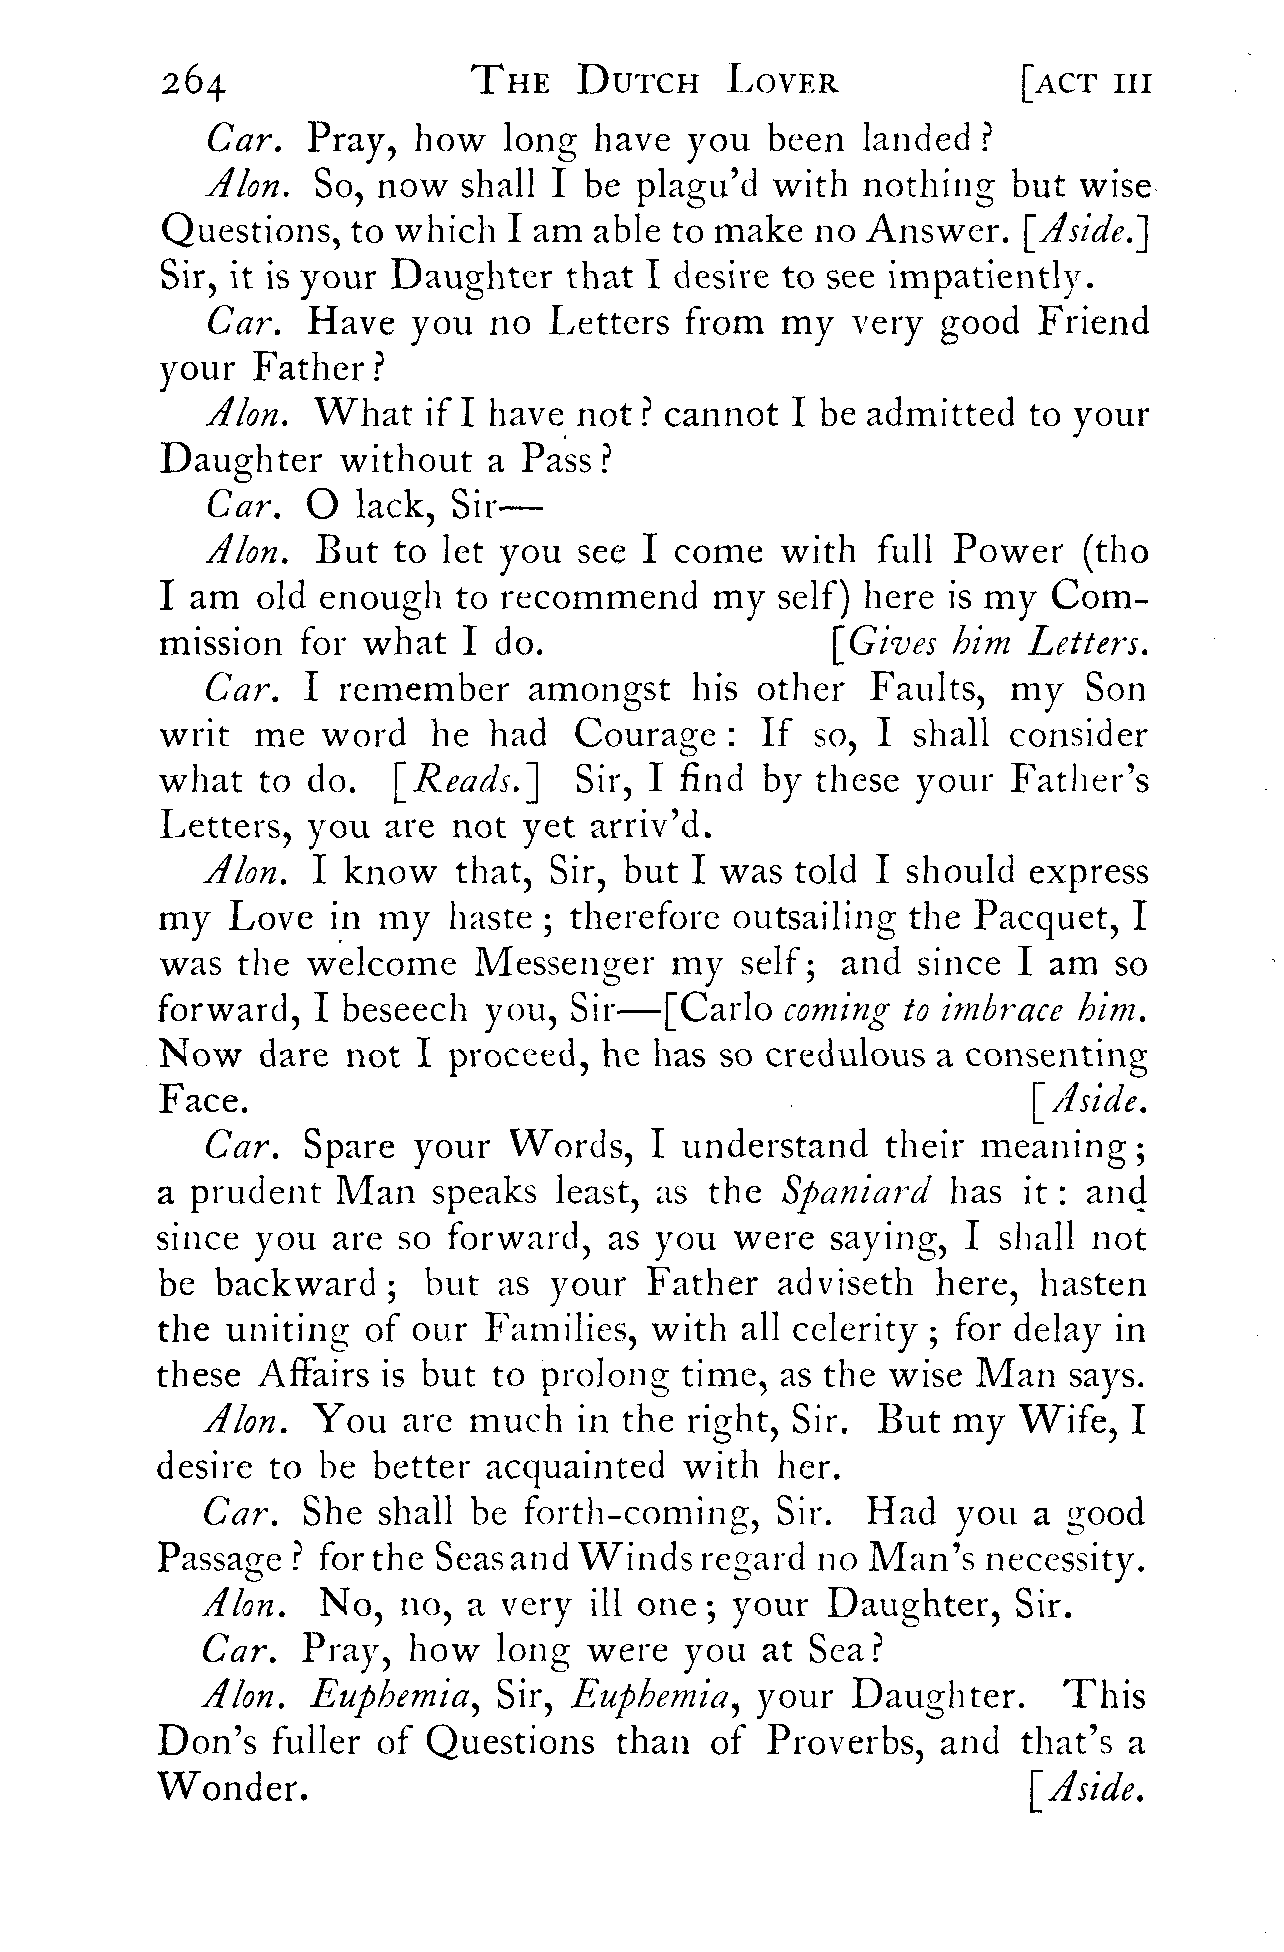 264 THE DUTCH LOVER [ACT III
Car. Pray, how long have you been landed?
Alon. So, now shall I be plagu'd with nothing but wise
Questions, to which I am able to make no Answer. [Aside.]
Sir, it is your Daughter that I desire to see impatiently.
Car. Have you no Letters from my very good Friend
your Father?
Alon. What if I have not? cannot I be admitted to your
Daughter without a Pass?
Car. O lack, Sir—
Alon. But to let you see I come with full Power (tho
I am old enough to recommend my self) here is my Com-
mission for what I do. [Gives him Letters.
Car. I remember amongst his other Faults, my Son
writ me word he had Courage: If so, I shall consider
what to do. [Reads.] Sir, I find by these your Father's
Letters, you are not yet arriv'd.
Alon. I know that, Sir, but I was told I should express
my Love in my haste; therefore outsailing the Pacquet, I
was the welcome Messenger my self; and since I am so
forward, I beseech you, Sir—[Carlo coming to imbrace him.
Now dare not I proceed, he has so credulous a consenting
Face. [Aside.
Car. Spare your Words, I understand their meaning;
a prudent Man speaks least, as the Spaniard has it: and
since you are so forward, as you were saying, I shall not
be backward; but as your Father adviseth here, hasten
the uniting of our Families, with all celerity; for delay in
these Affairs is but to prolong time, as the wise Man says.
Alon. You are much in the right, Sir. But my Wife, I
desire to be better acquainted with her.
Car. She shall be forth-coming, Sir. Had you a good
Passage? for the Seas and Winds regard no Man's necessity.
Alon. No, no, a very ill one; your Daughter, Sir.
Car. Pray, how long were you at Sea?
Alon. Euphemia, Sir, Euphemia, your Daughter. This
Don's fuller of Questions than of Proverbs, and that's a
Wonder. [Aside.